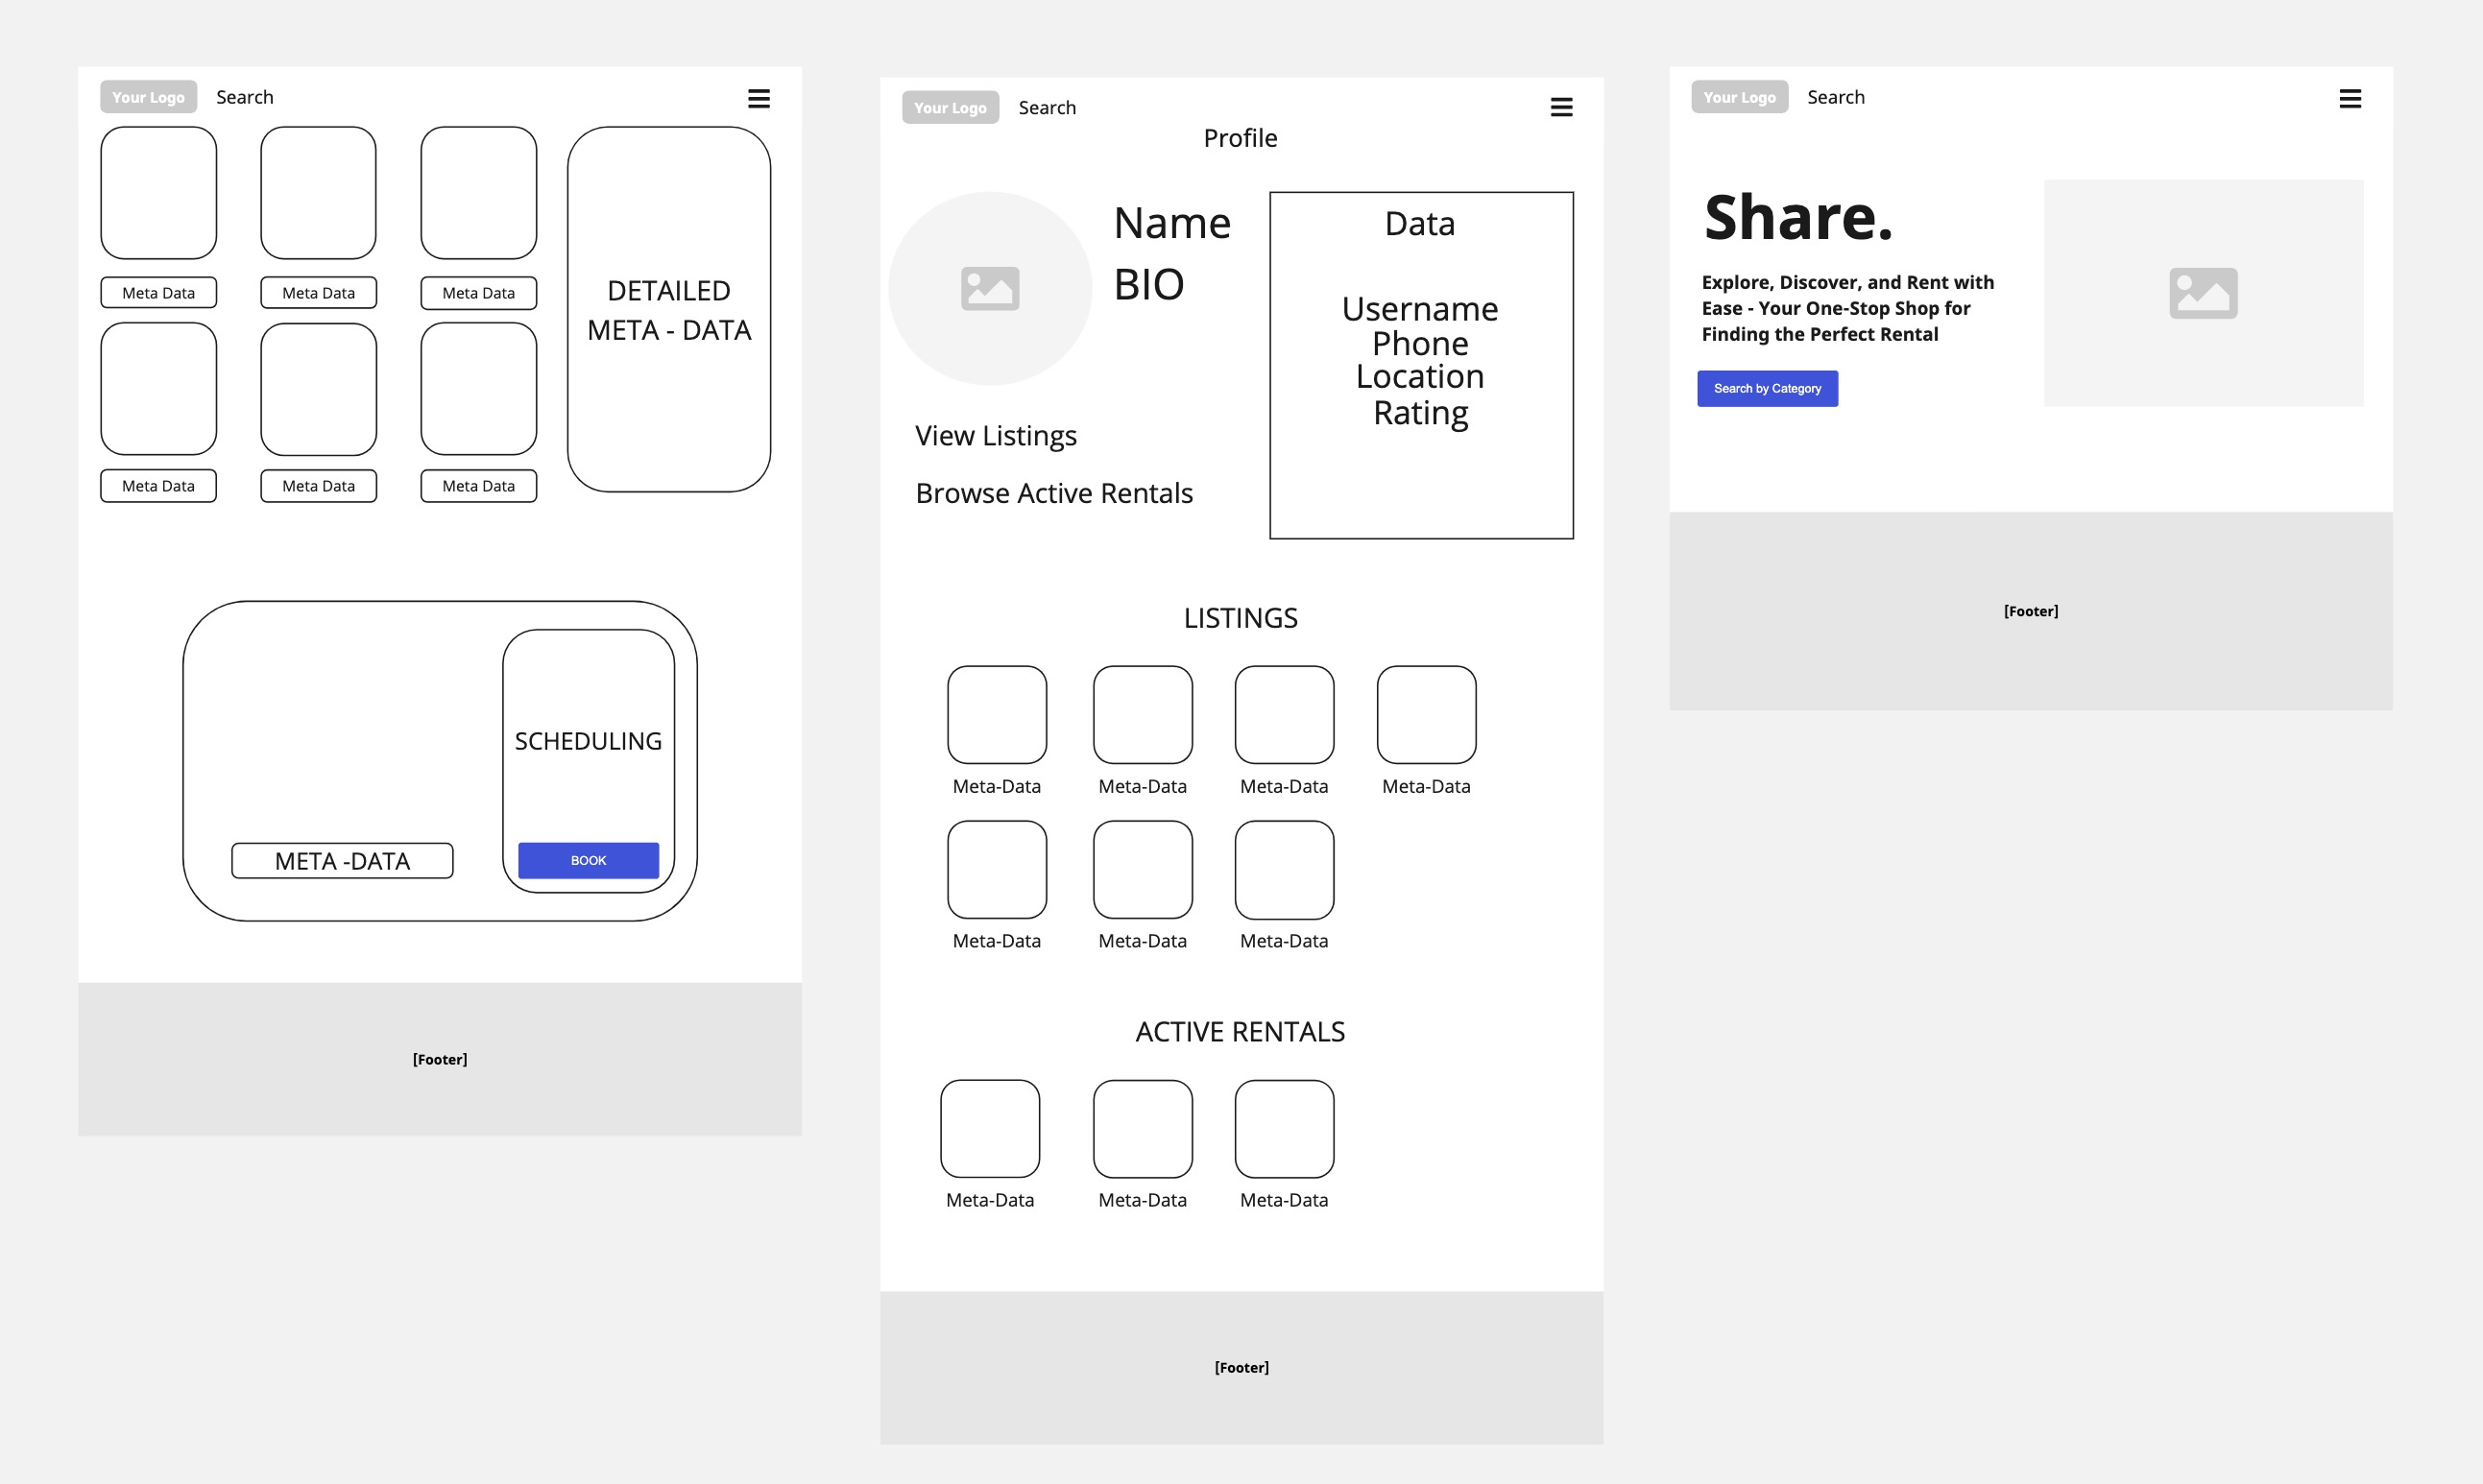 Your Logo
Search
Meta Data
Meta Data
Meta Data
DETAILED
META - DATA
Meta Data
Meta Data
Meta Data
SCHEDULING
META -DATA
BOOK
[Footer]
Your Logo
Search
Profile
Name
BIO
Data
Username
Phone
Location
Rating
View Listings
Browse Active Rentals
LISTINGS
Meta-Data
Meta-Data
Meta-Data
Meta-Data
Meta-Data
Meta-Data
Meta-Data
ACTIVE RENTALS
Meta-Data
Meta-Data
Meta-Data
[Footer]
Your Logo
Search
Share.
Explore, Discover, and Rent with
Ease - Your One-Stop Shop for
Finding the Perfect Rental
Search by Category
[Footer]